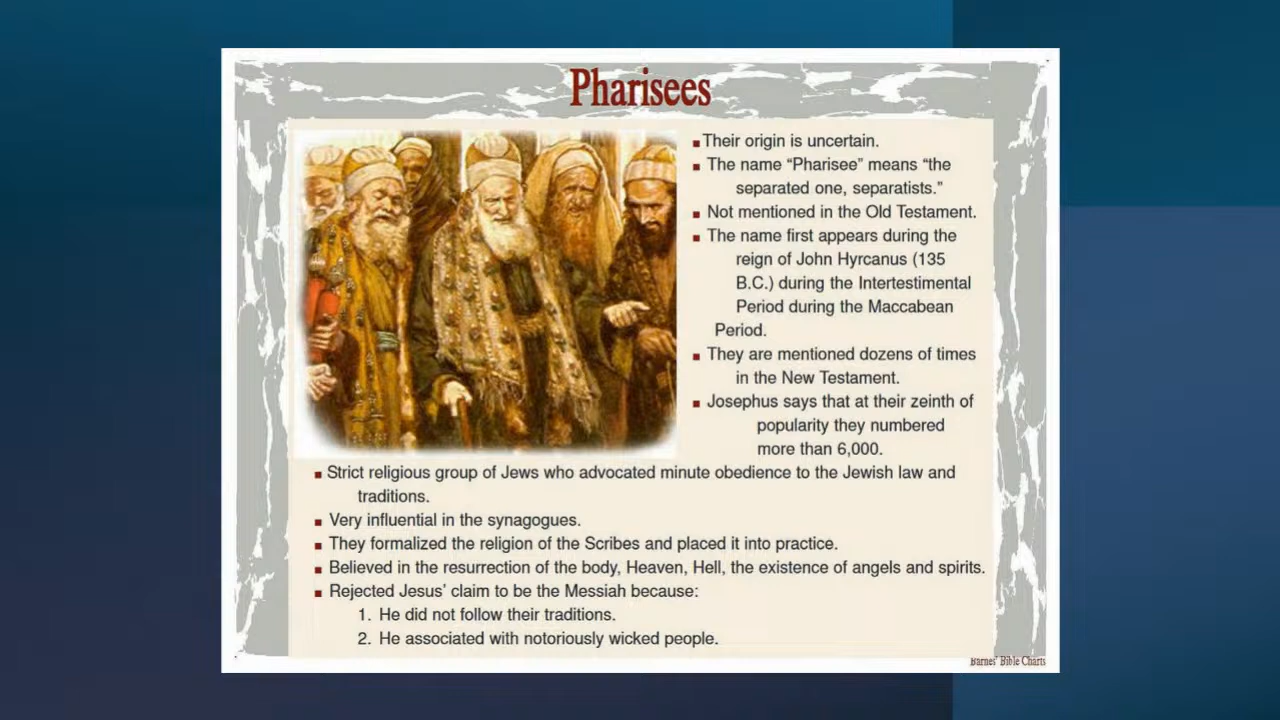 Pharisees
Their origin is uncertain.
The name “Pharisee” means “the
separated one, separatists.”
Not mentioned in the Old Testament.
The name first appears during the
reign of John Hyrcanus (135
B.C.) during the Intertestimental
Period during the Maccabean
Period.
They are mentioned dozens of times
in the New Testament.
Josephus says that at their zeinth of
popularity they numbered
more than 6,000.
Strict religious group of Jews who advocated minute obedience to the Jewish law and
traditions.
Very influential in the synagogues.
They formalized the religion of the Scribes and placed it into practice.
Believed in the resurrection of the body, Heaven, Hell, the existence of angels and spirits.
Rejected Jesus’ claim to be the Messiah because:
1. He did not follow their traditions.
2. He associated with notoriously wicked people.
Barnes’ Bible Charts